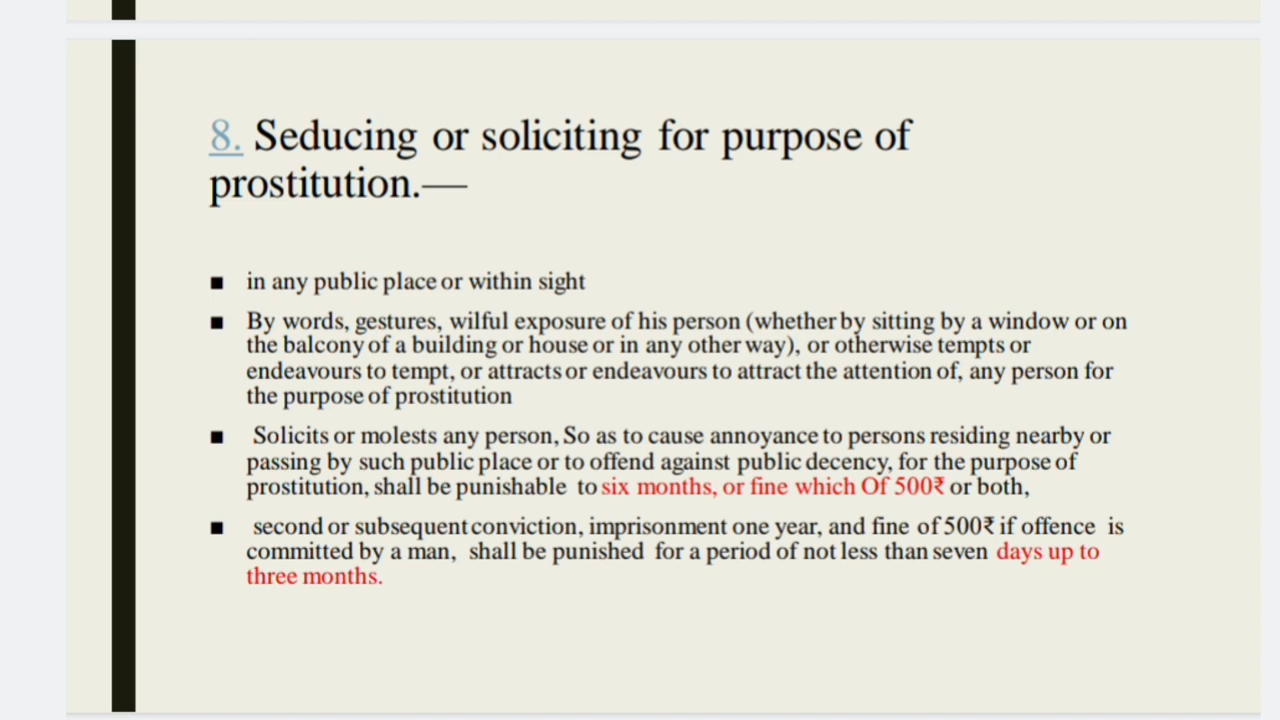 8. Seducing or soliciting for purpose of
prostitution.—
■ in any public place or within sight
■ By words, gestures, wilful exposure of his person (whether by sitting by a window or on
the balcony of a building or house or in any other way), or otherwise tempts or
endeavours to tempt, or attracts or endeavours to attract the attention of, any person for
the purpose of prostitution
■ Solicits or molests any person, So as to cause annoyance to persons residing nearby or
passing by such public place or to offend against public decency, for the purpose of
prostitution, shall be punishable to six months, or fine which Of 500₹ or both,
■ second or subsequent conviction, imprisonment one year, and fine of 500₹ if offence is
committed by a man, shall be punished for a period of not less than seven days up to
three months.